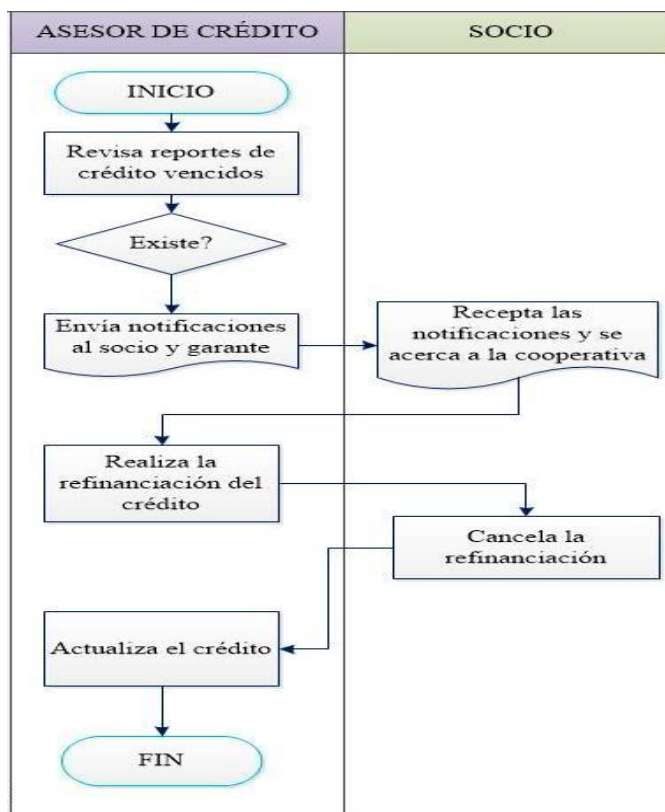 ASESOR DE CRÉDITO
SOCIO
INICIO
Revisa reportes de
crédito vencidos
Existe?
Envía notificaciones
al socio y garante
Recepta las
notificaciones y se
acerca a la cooperativa
Realiza la
refinanciación del
crédito
Cancela la
refinanciación
Actualiza el crédito
FIN